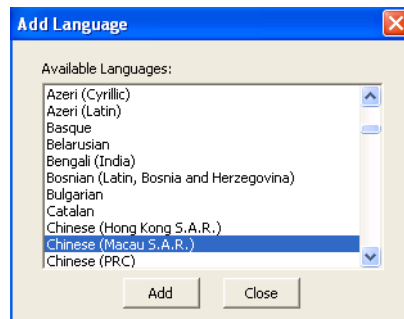 Add Language
Available Languages:
Azeri (Cyrillic)
Azeri (Latin)
Basque
Belarusian
Bengali (India)
Bosnian (Latin, Bosnia and Herzegovina)
Bulgarian
Catalan
Chinese (Hong Kong S.A.R.)
Chinese (Macau S.A.R.)
Chinese (PRC)
Add Close